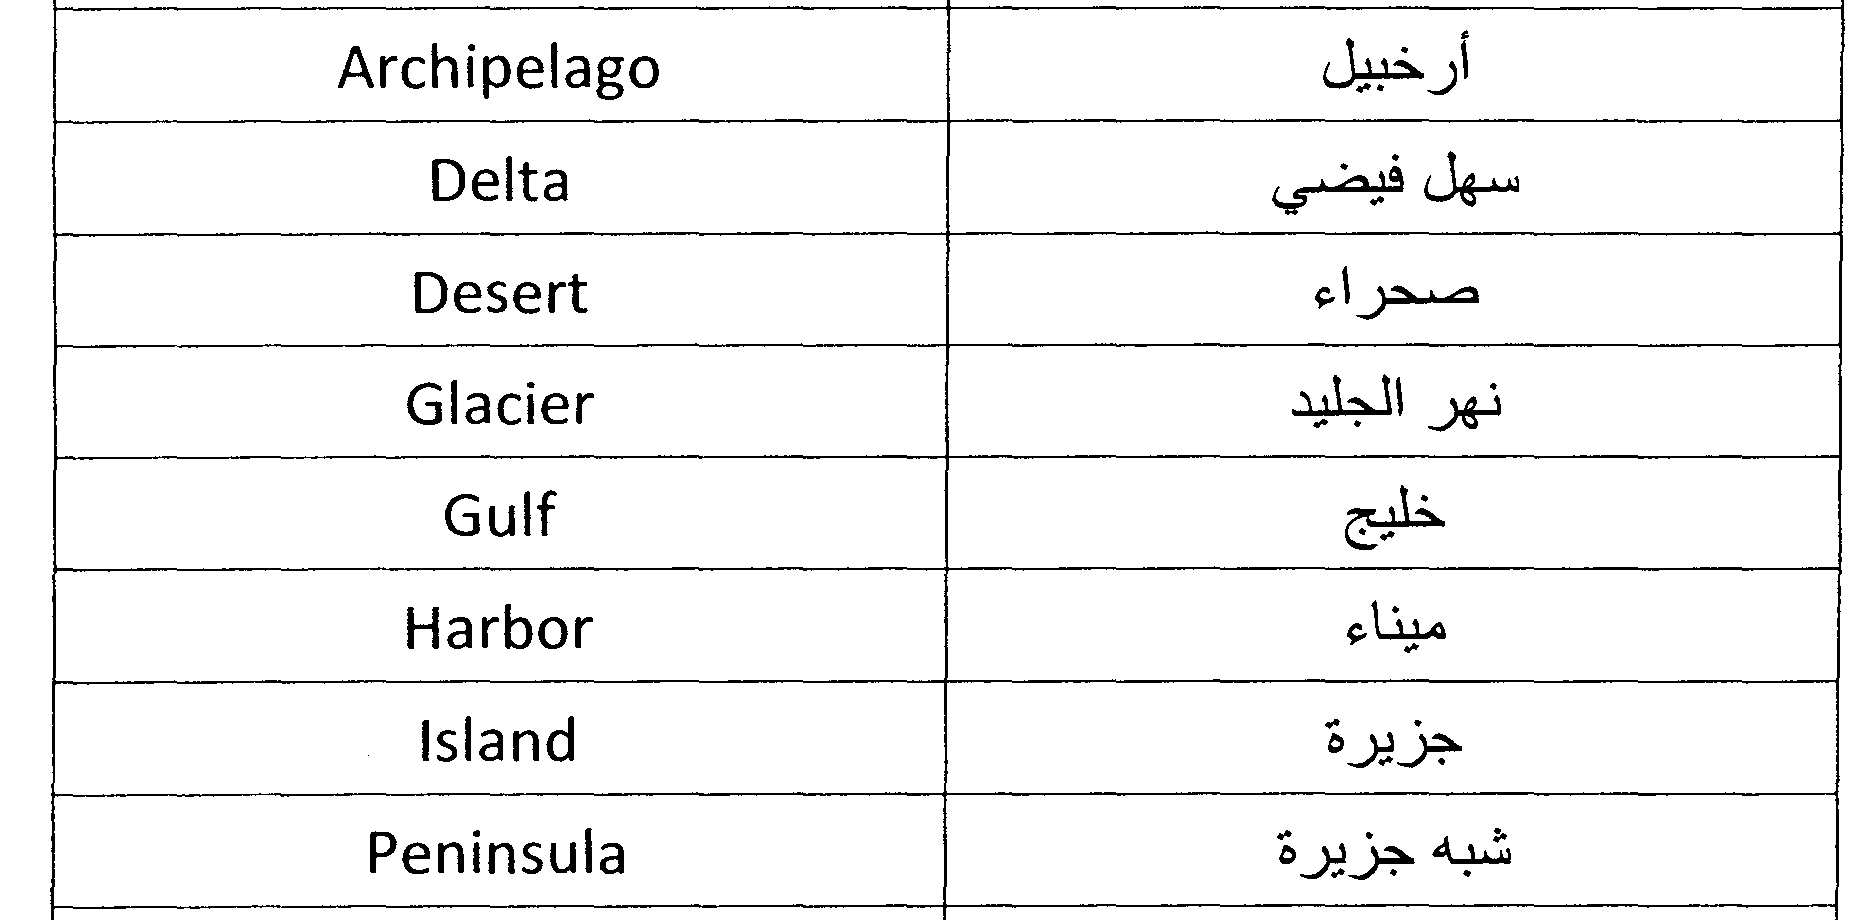 Archipelago أرخبيل
Delta سهل فيضي
Desert صحراء
Glacier نهر الجليد
Gulf خليج
Harbor ميناء
Island جزيرة
Peninsula شبه جزيرة